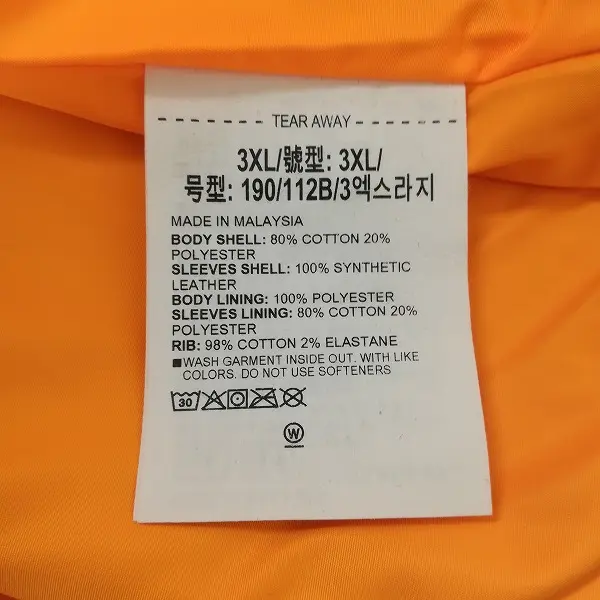 TEAR AWAY
3XL/號型: 3XL/
号型: 190/112B/3엑스라지
MADE IN MALAYSIA
BODY SHELL: 80% COTTON 20%
POLYESTER
SLEEVES SHELL: 100% SYNTHETIC
LEATHER
BODY LINING: 100% POLYESTER
SLEEVES LINING: 80% COTTON 20%
POLYESTER
RIB: 98% COTTON 2% ELASTANE
■WASH GARMENT INSIDE OUT. WITH LIKE
COLORS. DO NOT USE SOFTENERS
30
W